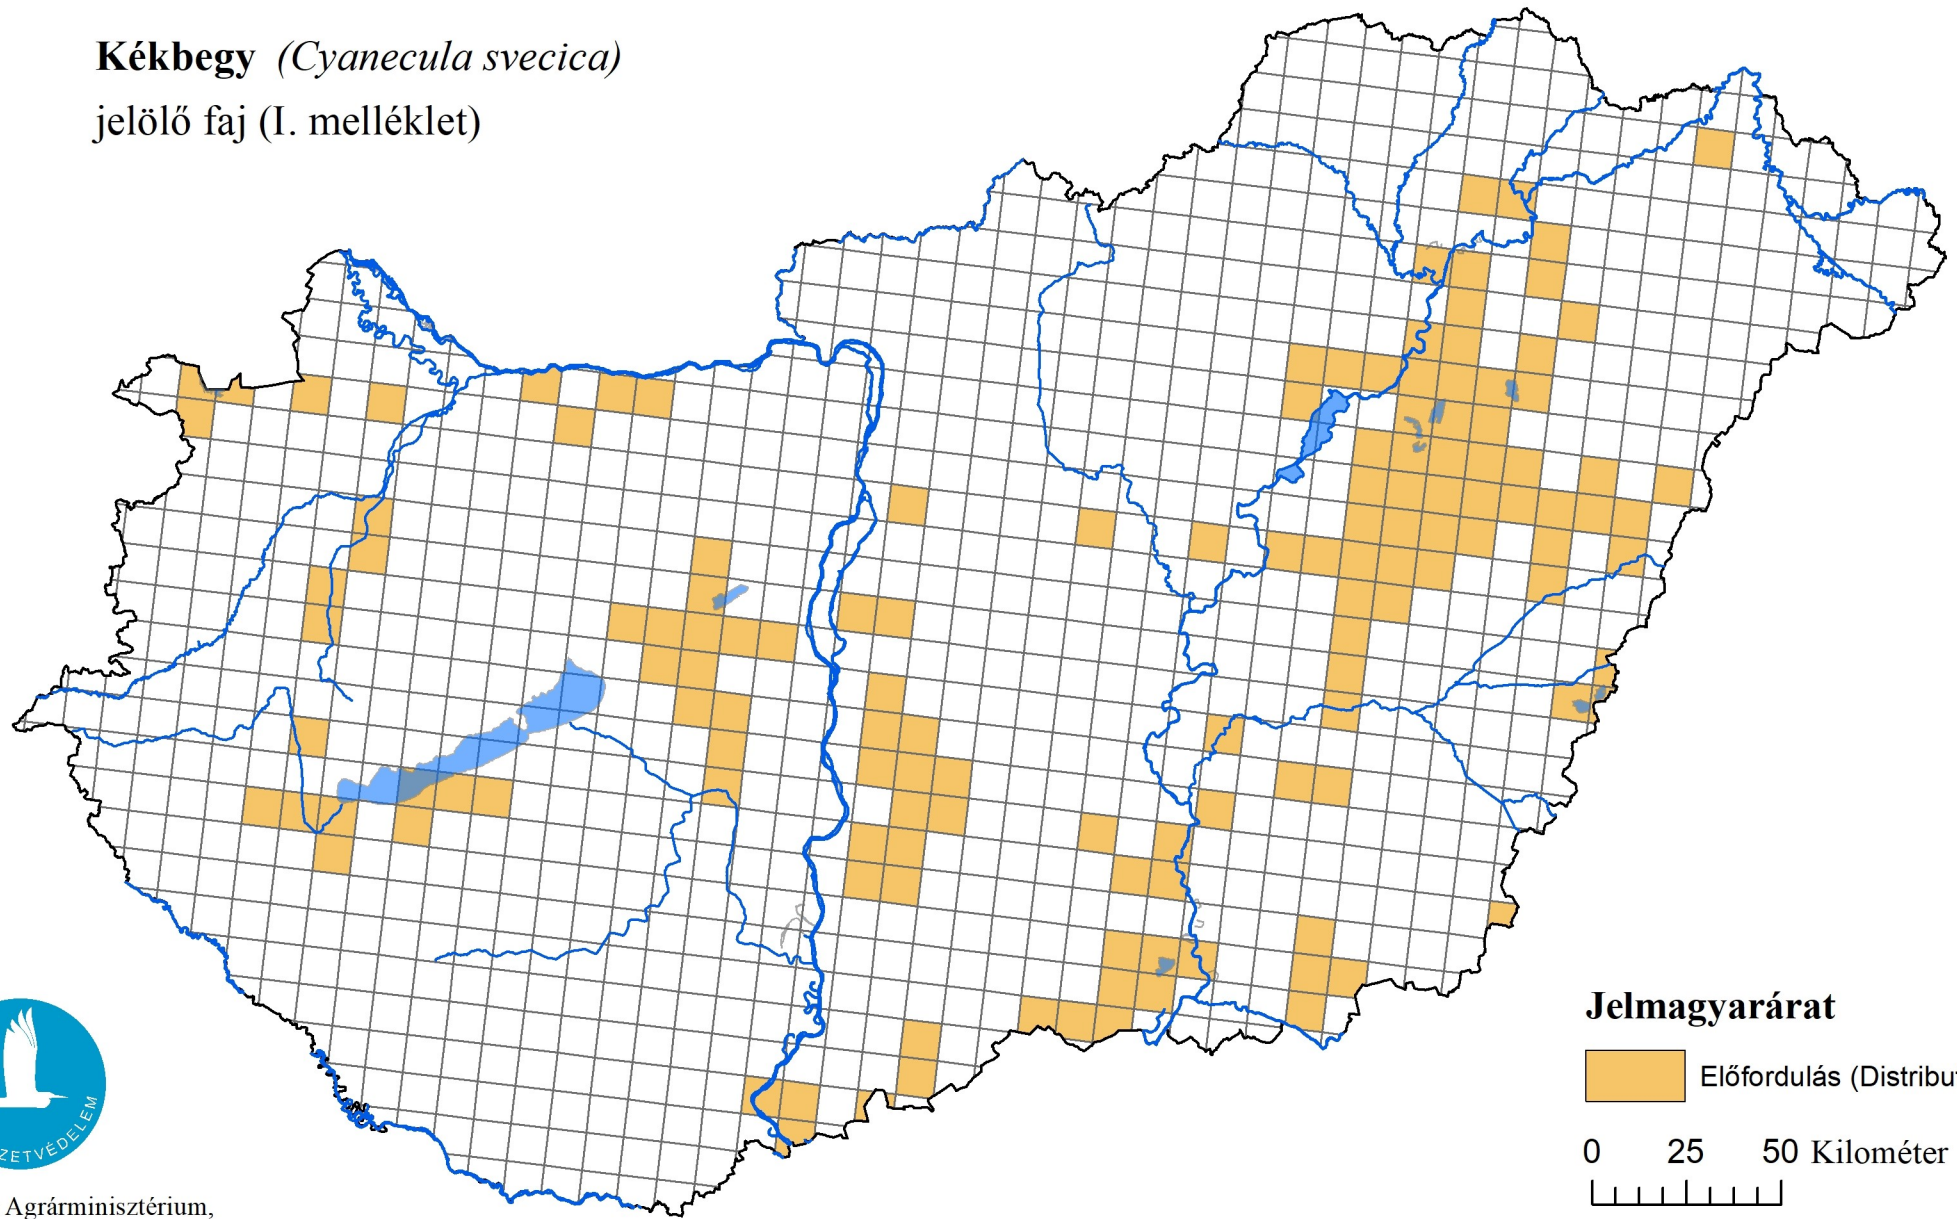 Kékbegy (Cyanecula svecica)
jelölő faj (I. melléklet)
Jelmagyarárat
Előfordulás (Distribu
0 25 50 Kilométer
ZETVÉDELEM
Agrárminisztérium,